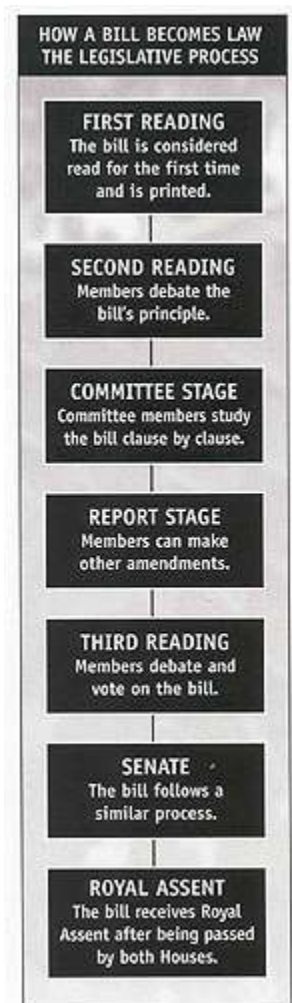 HOW A BILL BECOMES LAW
THE LEGISLATIVE PROCESS
FIRST READING
The bill is considered
read for the first time
and is printed.
SECOND READING
Members debate the
bill's principle.
COMMITTEE STAGE
Committee members study
the bill clause by clause.
REPORT STAGE
Members can make
other amendments.
THIRD READING
Members debate and
vote on the bill.
SENATE
The bill follows a
similar process.
ROYAL ASSENT
The bill receives Royal
Assent after being passed
by both Houses.